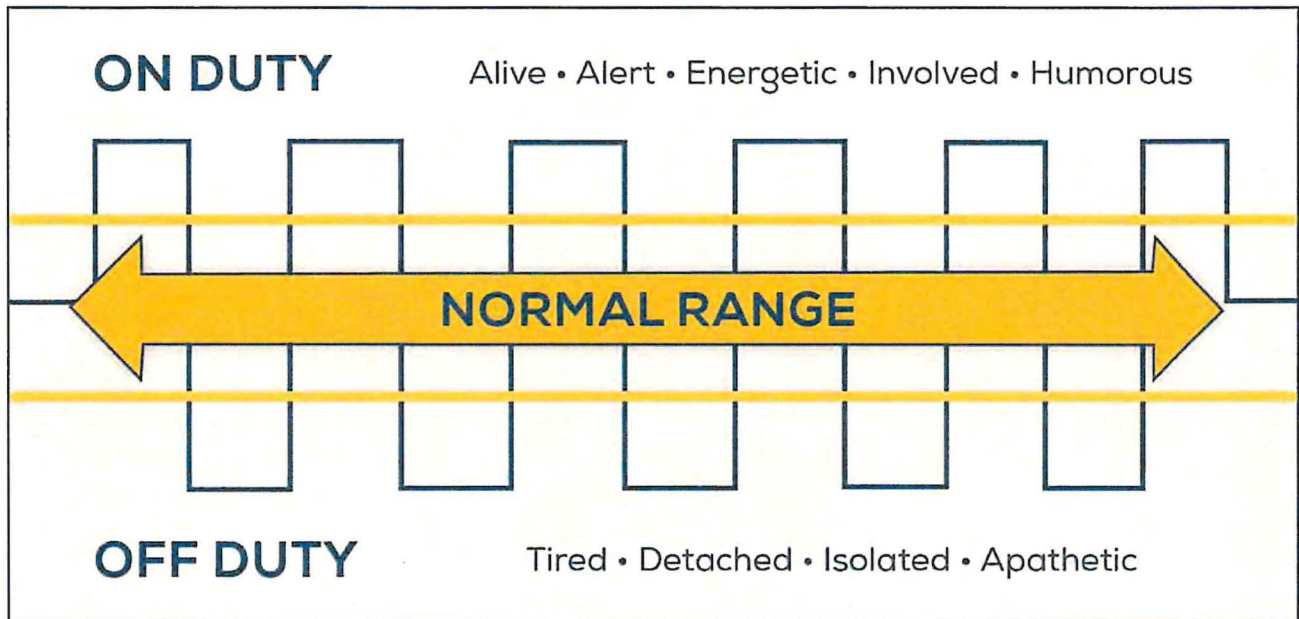 ON DUTY
Alive • Alert • Energetic • Involved • Humorous
NORMAL RANGE
OFF DUTY
Tired • Detached • Isolated • Apathetic